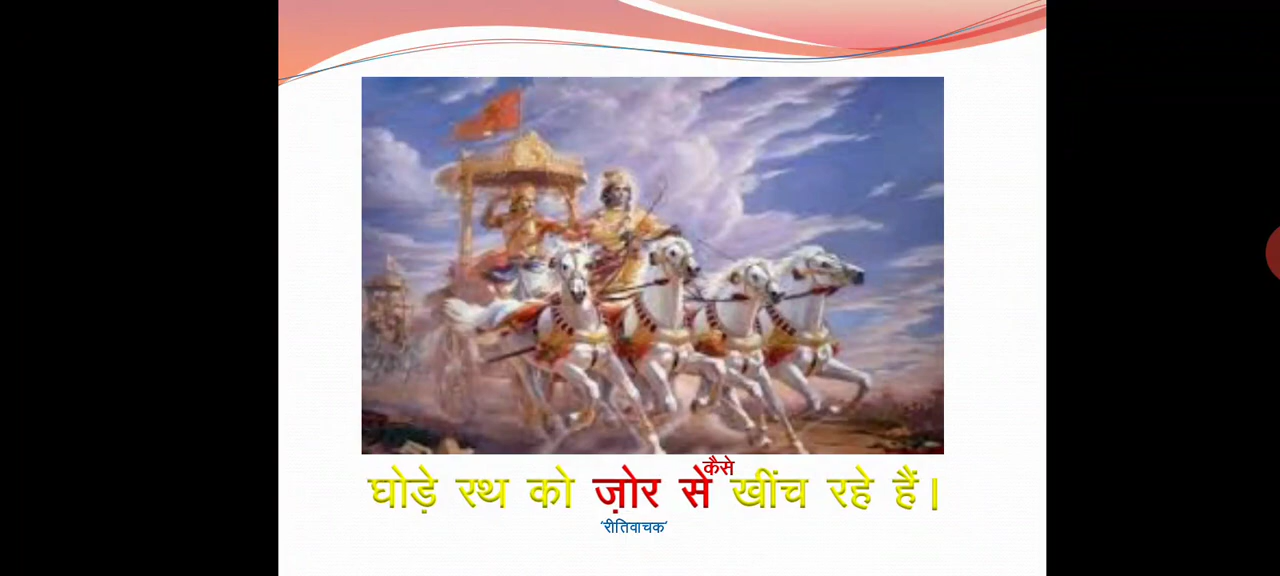 कैसे
घोड़े रथ को ज़ोर से खींच रहे हैं।
'रीतिवाचक'